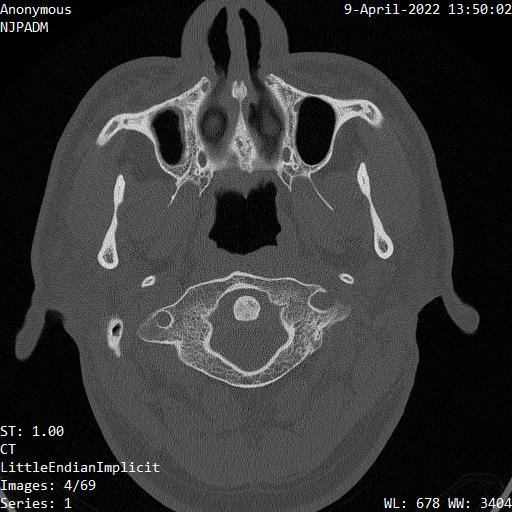 Anonymous
NJPADM
9-April-2022 13:50:02
ST: 1.00
CT
LittleEndianImplicit
Images: 4/69
Series: 1
WL: 678 WW: 3404